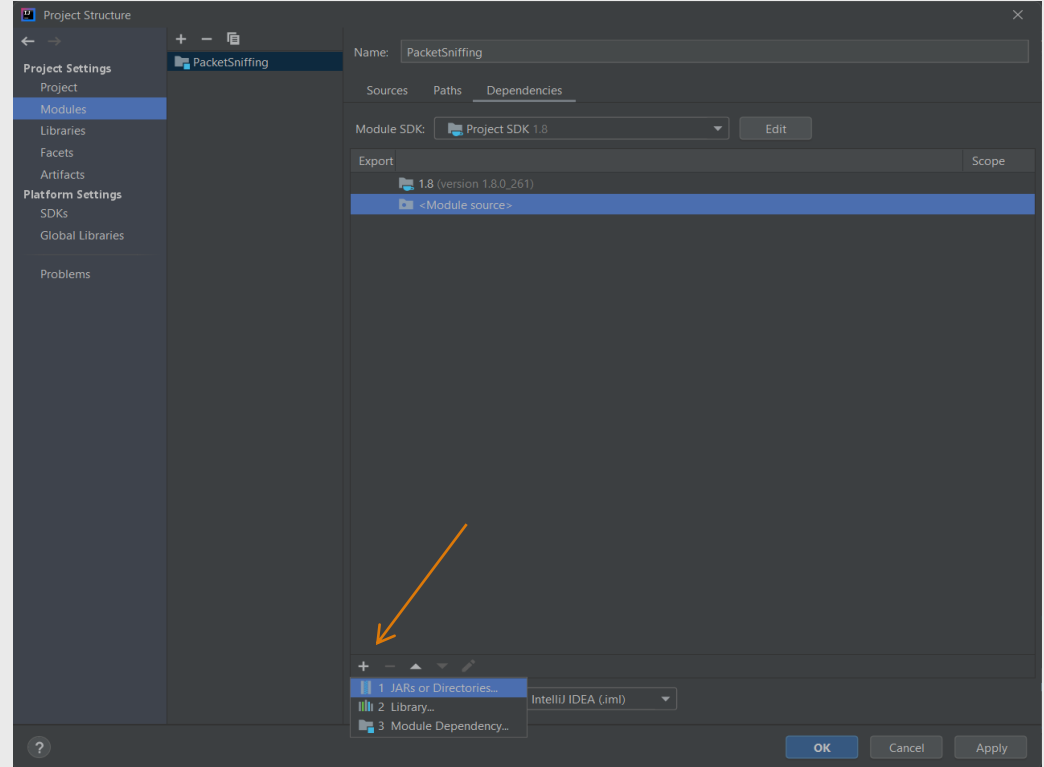 Project Structure
Project Settings
Project
Modules
Libraries
Facets
Artifacts
Platform Settings
SDKs
Global Libraries
Problems
PacketSniffing
Name: PacketSniffing
Sources Paths Dependencies
Module SDK: Project SDK 1.8 Edit
Export Scope
1.8 (version 1.8.0_261)
<Module source>
1 JARs or Directories...
2 Library...
3 Module Dependency...
IntelliJ IDEA (.iml)
? OK Cancel Apply